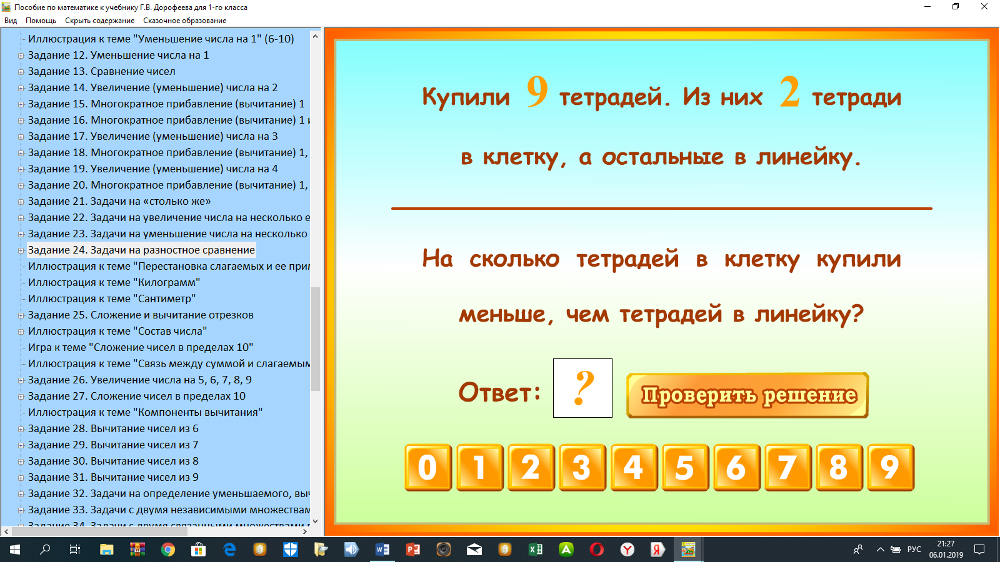 Пособие по математике к учебнику Г.В. Дорофеева для 1-го класса
Вид Помощь Скрыть содержание Сказочное образование
Иллюстрация к теме "Уменьшение числа на 1" (6-10)
Задание 12. Уменьшение числа на 1
Задание 13. Сравнение чисел
Задание 14. Увеличение (уменьшение) числа на 2
Задание 15. Многократное прибавление (вычитание) 1
Задание 16. Многократное прибавление (вычитание) 1 и
Задание 17. Увеличение (уменьшение) числа на 3
Задание 18. Многократное прибавление (вычитание) 1,
Задание 19. Увеличение (уменьшение) числа на 4
Задание 20. Многократное прибавление (вычитание) 1,
Задание 21. Задачи на «столько же»
Задание 22. Задачи на увеличение числа на несколько е
Задание 23. Задачи на уменьшение числа на несколько
Задание 24. Задачи на разностное сравнение
Иллюстрация к теме "Перестановка слагаемых и ее прим
Иллюстрация к теме "Килограмм"
Иллюстрация к теме "Сантиметр"
Задание 25. Сложение и вычитание отрезков
Иллюстрация к теме "Состав числа"
Игра к теме "Сложение чисел в пределах 10"
Иллюстрация к теме "Связь между суммой и слагаемым
Задание 26. Увеличение числа на 5, 6, 7, 8, 9
Задание 27. Сложение чисел в пределах 10
Иллюстрация к теме "Компоненты вычитания"
Задание 28. Вычитание чисел из 6
Задание 29. Вычитание чисел из 7
Задание 30. Вычитание чисел из 8
Задание 31. Вычитание чисел из 9
Задание 32. Задачи на определение уменьшаемого, выч
Задание 33. Задачи с двумя независимыми множествам
Задание 34. Задачи с двумя связанными множествами
Купили 9 тетрадей. Из них 2 тетради
в клетку, а остальные в линейку.
На сколько тетрадей в клетку купили
меньше, чем тетрадей в линейку?
Ответ: ? Проверить решение
0 1 2 3 4 5 6 7 8 9
РУС
21:27
06.01.2019